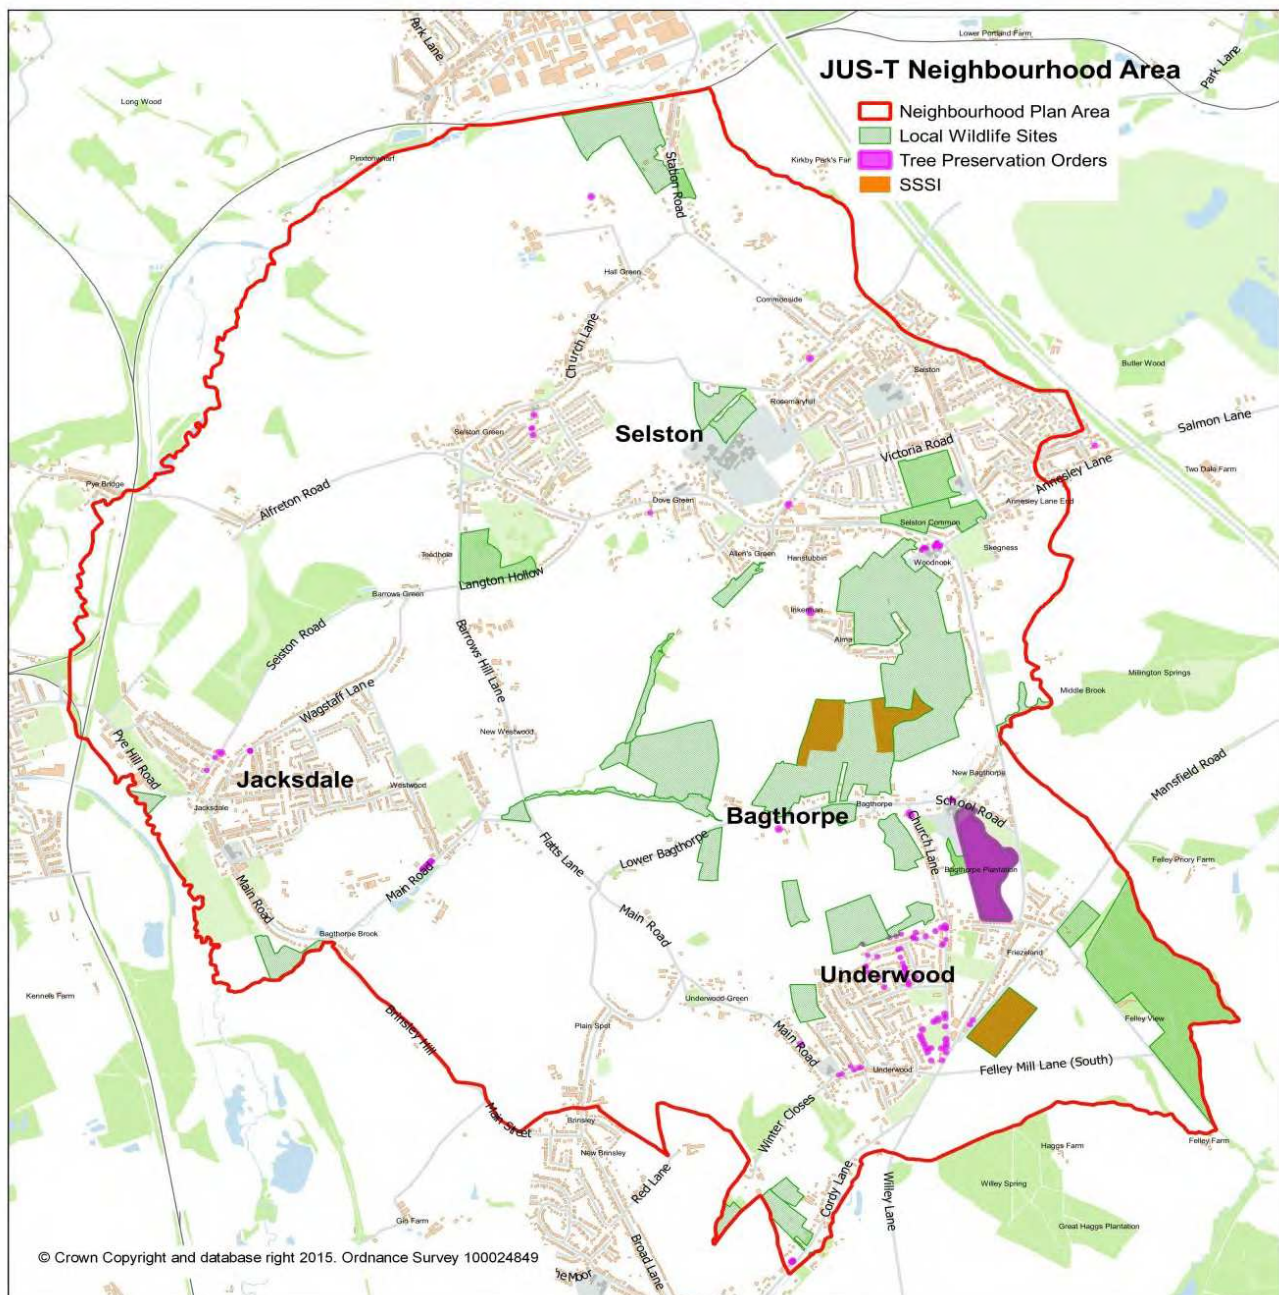 Park Lane
Lower Portland Farm
JUS-T Neighbourhood Area
Park Lane
Long Wood
Neighbourhood Plan Area
Local Wildlife Sites
Tree Preservation Orders
SSSI
Pinxtonwharf
Kirkby Park's Far
Station Road
Hall Green
Commonside
Church Lane
Butler Wood
Selston
Rosemaryhill
Salmon Lane
Selston Green
Selston
Victoria Road
Annesley Lane
Two Dale Farm
Pye Bridge
Alfreton Road
Dove Green
Annesley Lane End
Selston Common
Skegness
Allen's Green
Hanstubbin
Woodnook
Langton Hollow
Barrows Green
Inkerman
Alma
Selston Road
Barrows Hill Lane
Millington Springs
Middle Brook
Wagstaff Lane
New Westwood
Pye Hill Road
Mansfield Road
Jacksdale
Westwood
New Bagthorpe
Jacksdale
Bagthorpe
Bagthorpe
School Road
Flatts Lane
Lower Bagthorpe
Church Lane
Felley Priory Farm
Main Road
Main Road
Bagthorpe Plantation
Main Road
Bagthorpe Brook
Friezeland
Underwood
Kennels Farm
Underwood Green
Brinsley Hill
Plain Spot
Main Road
Felley View
Underwood
Felley Mill Lane (South)
Main Street
Brinsley
Winter Closes
New Brinsley
Haggs Farm
Felley Farm
Red Lane
Cordy Lane
Willey Lane
Willey Spring
Gin Farm
Great Haggs Plantation
Broad Lane
© Crown Copyright and database right 2015. Ordnance Survey 100024849